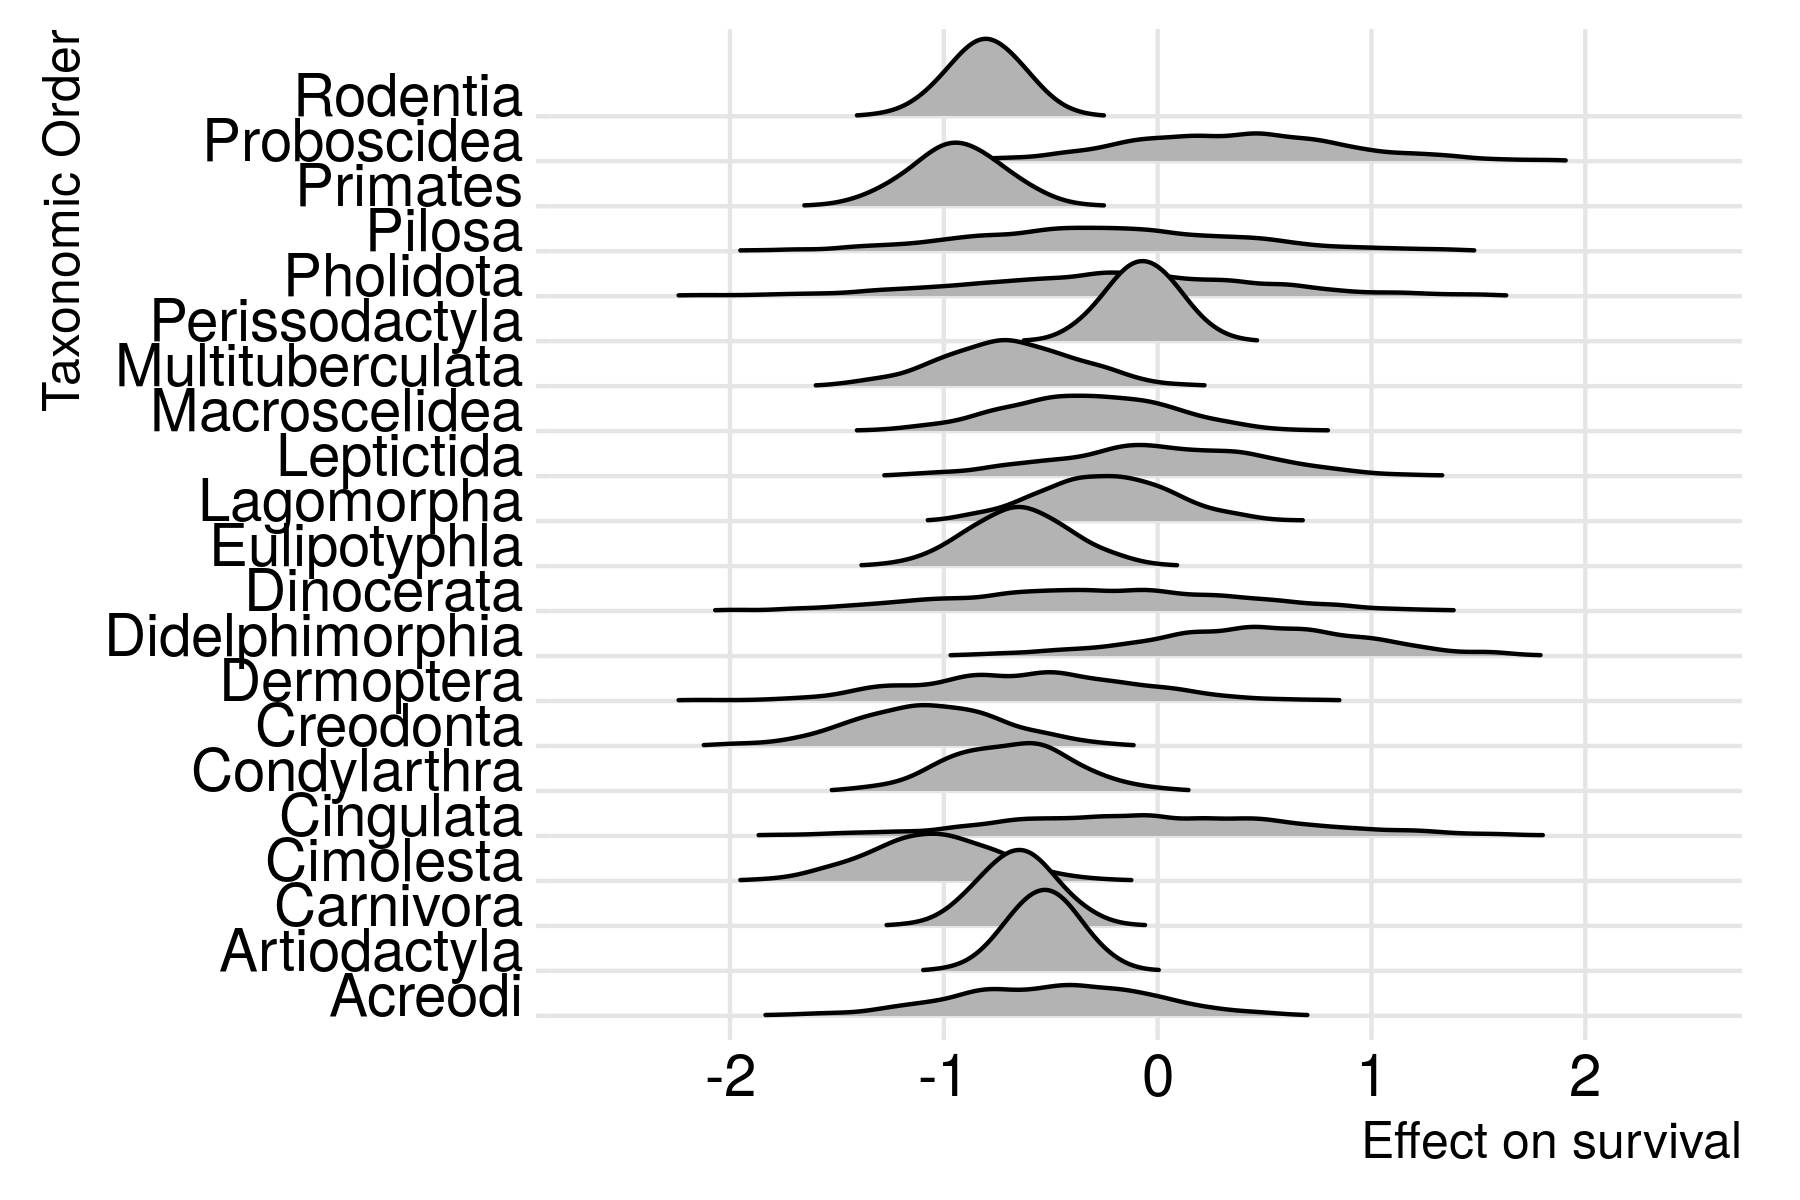 Taxonomic Order
Rodentia
Proboscidea
Primates
Pilosa
Pholidota
Perissodactyla
Multituberculata
Macroscelidea
Leptictida
Lagomorpha
Eulipotyphla
Dinocerata
Didelphimorphia
Dermoptera
Creodonta
Condylarthra
Cingulata
Cimolesta
Carnivora
Artiodactyla
Acreodi
-2 -1 0 1 2
Effect on survival